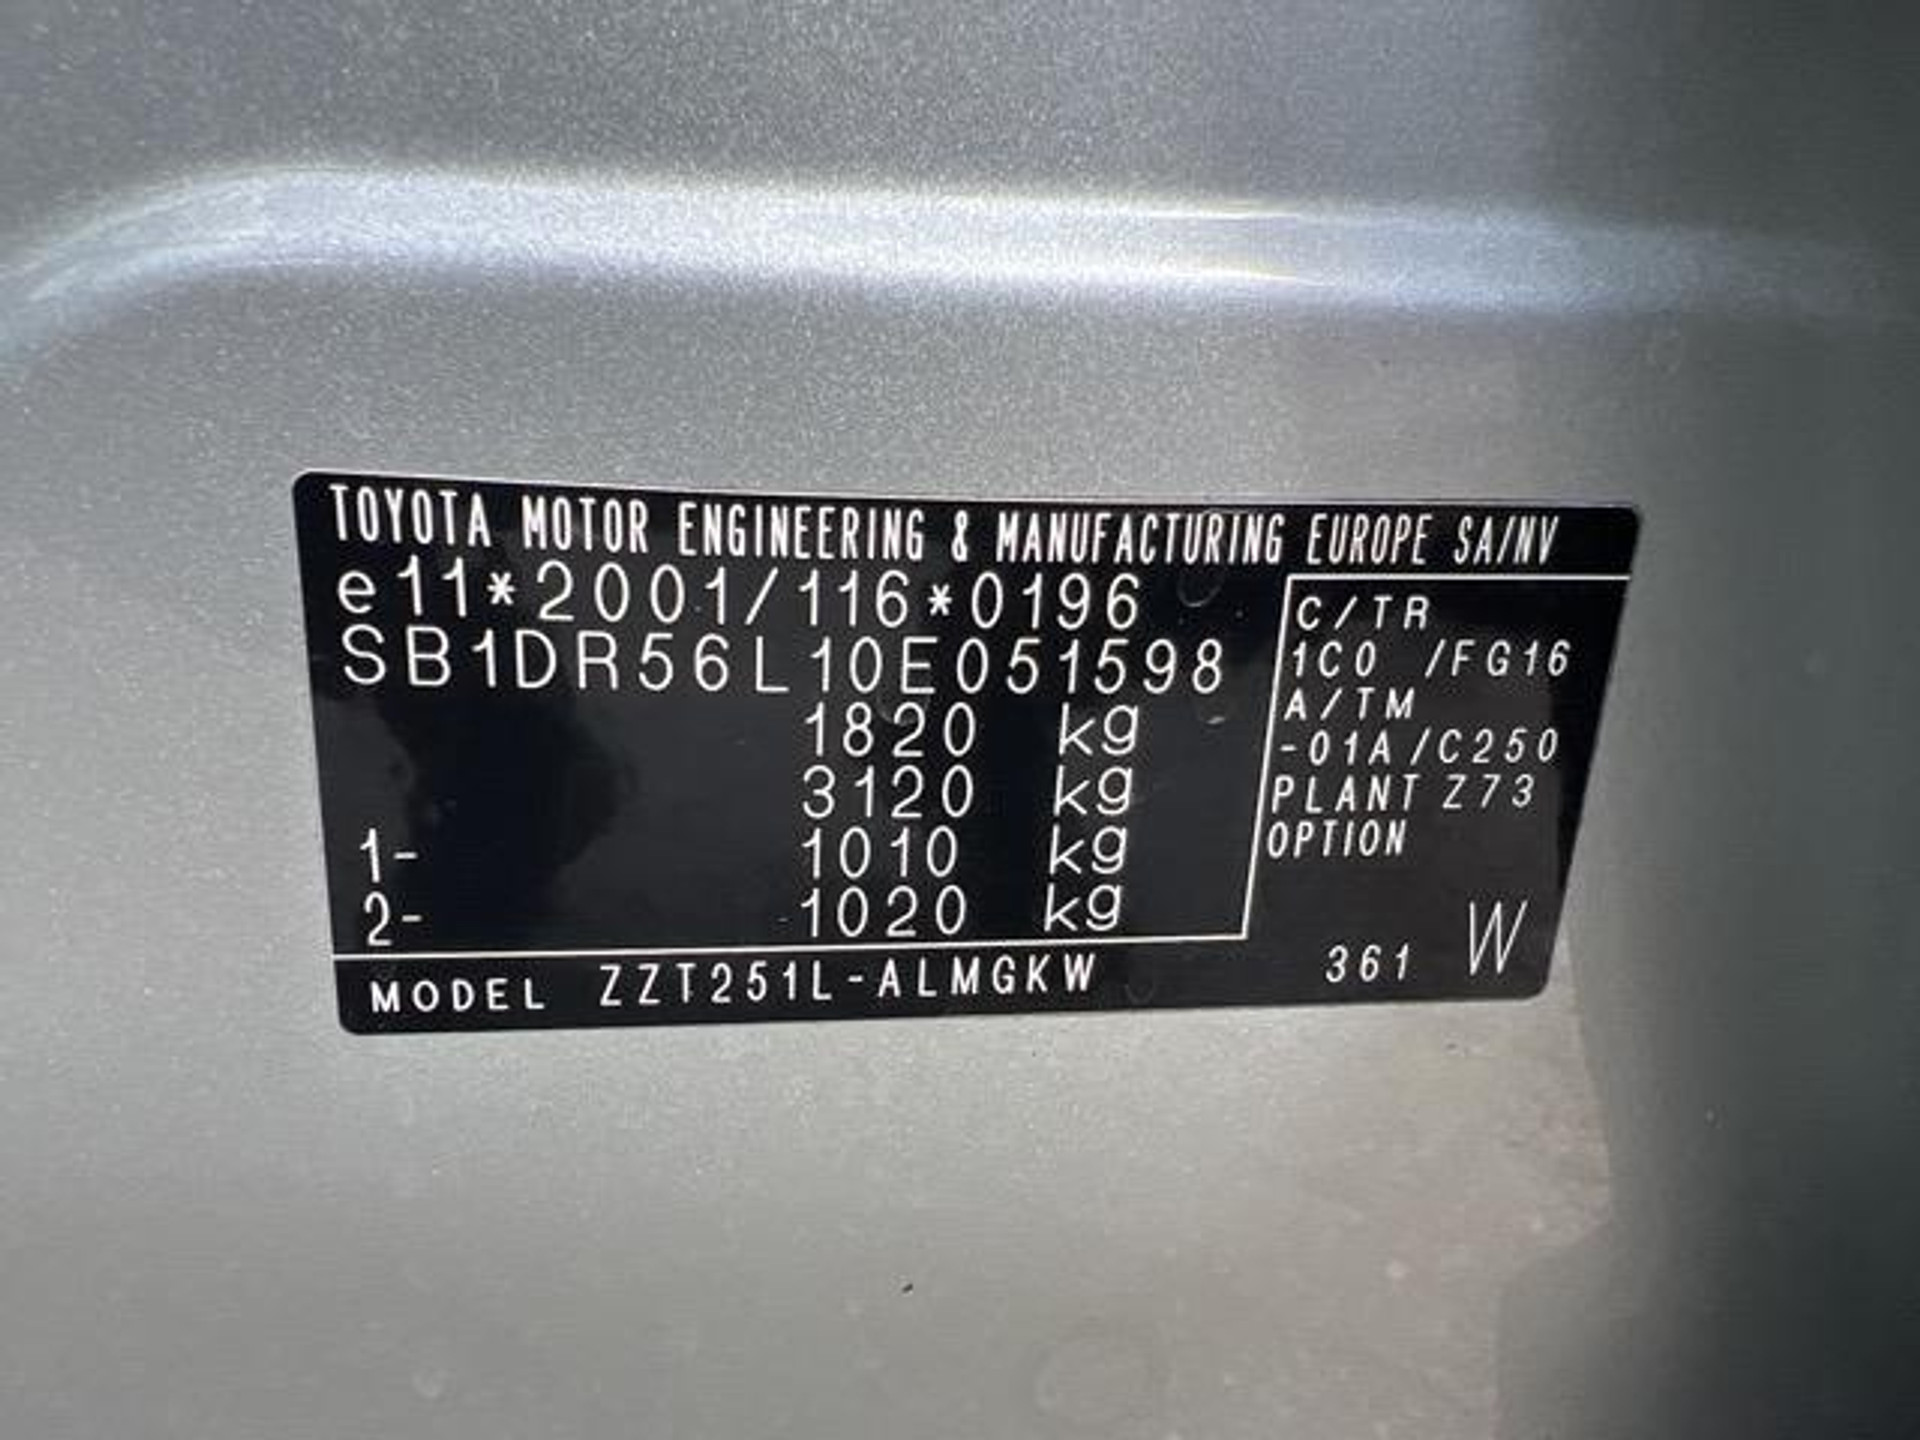 TOYOTA MOTOR ENGINEERING & MANUFACTURING EUROPE SA/NV
e11*2001/116*0196
SB1DR56L10E051598
1820 kg
3120 kg
1- 1010 kg
2- 1020 kg
C/TR
1C0 /FG16
A/TM
-01A/C250
PLANT Z73
OPTION
361 W
MODEL ZZT251L-ALMGKW